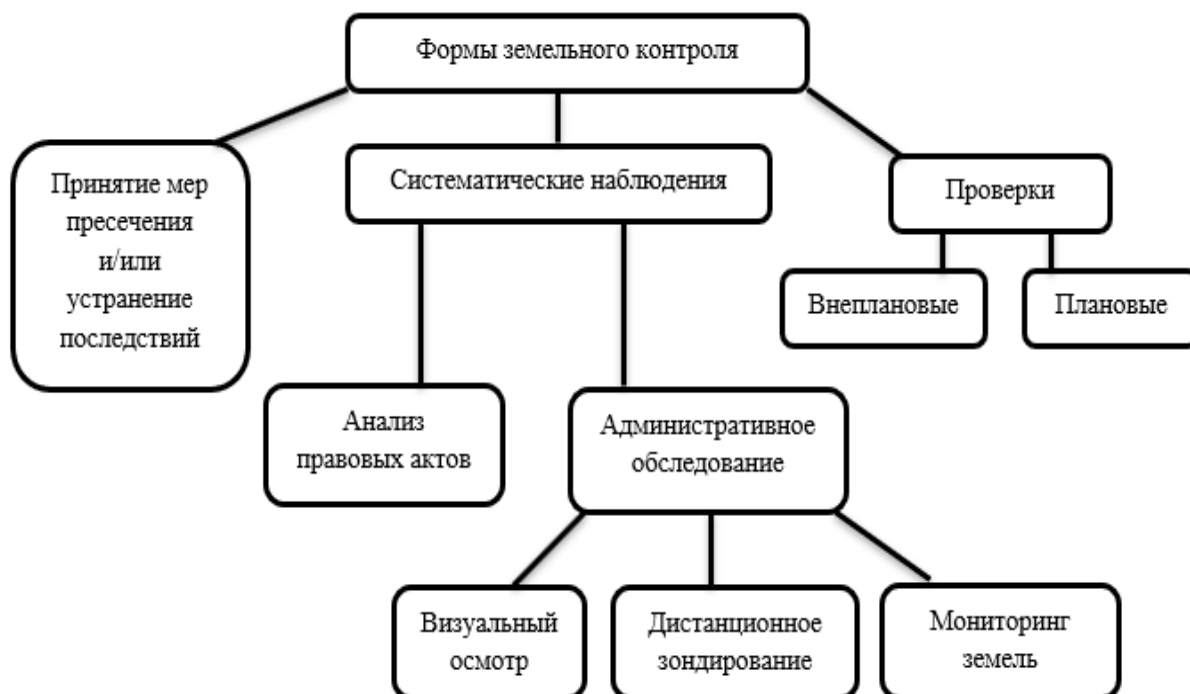 Формы земельного контроля
Принятие мер
пресечения
и/или
устранение
последствий
Систематические наблюдения
Проверки
Внеплановые
Плановые
Анализ
правовых актов
Административное
обследование
Визуальный
осмотр
Дистанционное
зондирование
Мониторинг
земель